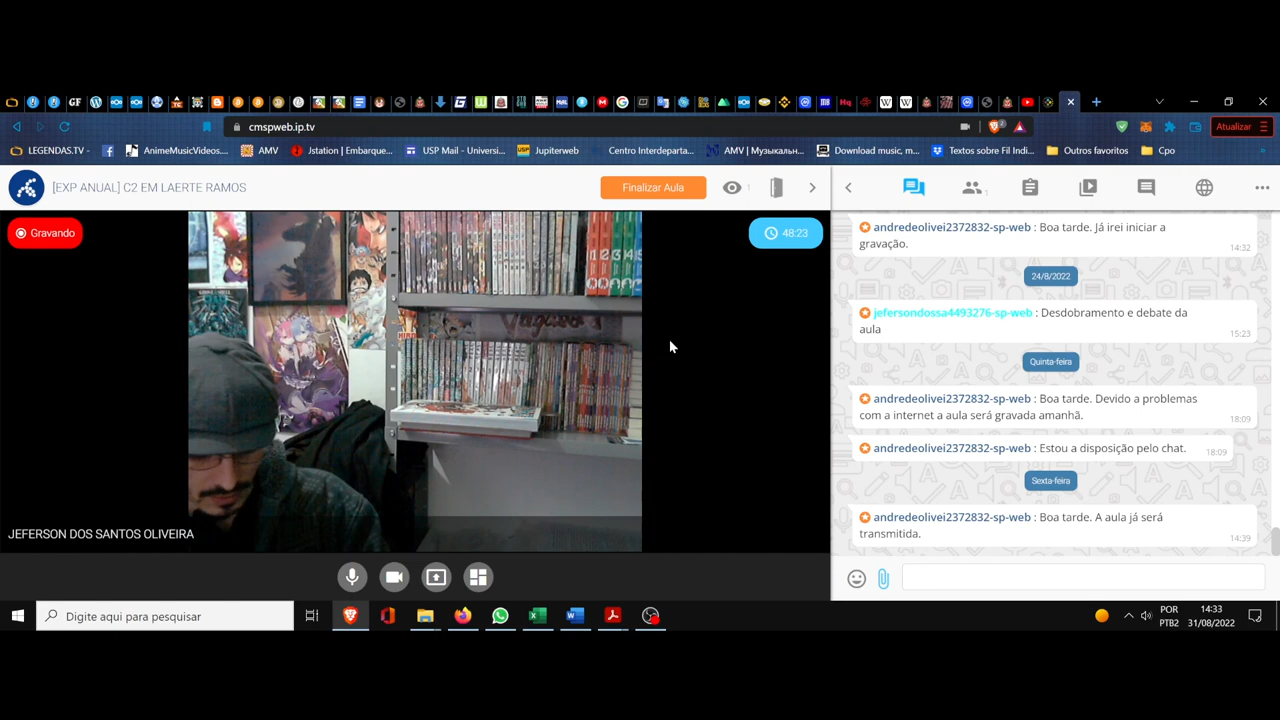 cmspweb.ip.tv
Atualizar
LEGENDAS.TV -
AnimeMusicVideos...
AMV
Jstation | Embarque...
USP Mail - Universi...
Jupiterweb
Centro Interdeparta...
AMV | Музыкальн...
Download music, m...
Textos sobre Fil Indi...
Outros favoritos
Cpo
[EXP ANUAL] C2 EM LAERTE RAMOS
Finalizar Aula
1
1
Gravando
48:23
JEFERSON DOS SANTOS OLIVEIRA
andredeolivei2372832-sp-web : Boa tarde. Já irei iniciar a
gravação.
14:32
24/8/2022
jefersondossa4493276-sp-web : Desdobramento e debate da
aula
15:23
Quinta-feira
andredeolivei2372832-sp-web : Boa tarde. Devido a problemas
com a internet a aula será gravada amanhã.
18:09
andredeolivei2372832-sp-web : Estou a disposição pelo chat.
18:09
Sexta-feira
andredeolivei2372832-sp-web : Boa tarde. A aula já será
transmitida.
14:39
Digite aqui para pesquisar
POR
PTB2
14:33
31/08/2022